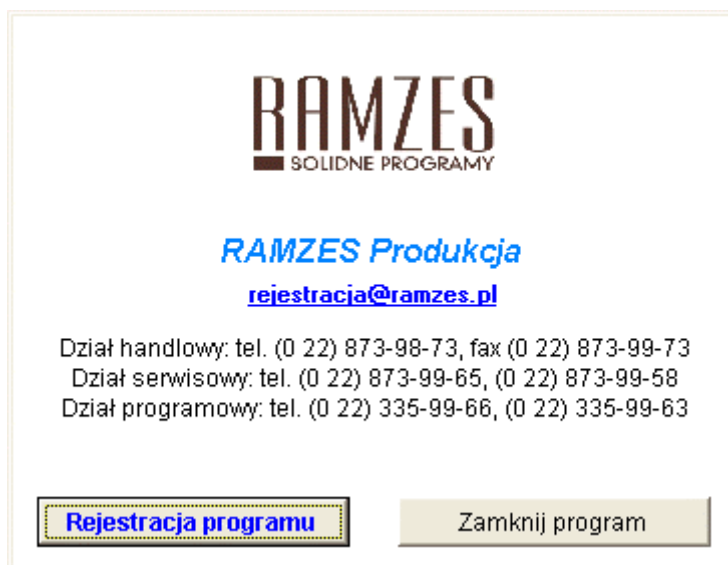 RAMZES
SOLIDNE PROGRAMY
RAMZES Produkcja
rejestracja@ramzes.pl
Dział handlowy: tel. (0 22) 873-98-73, fax (0 22) 873-99-73
Dział serwisowy: tel. (0 22) 873-99-65, (0 22) 873-99-58
Dział programowy: tel. (0 22) 335-99-66, (0 22) 335-99-63
Rejestracja programu
Zamknij program